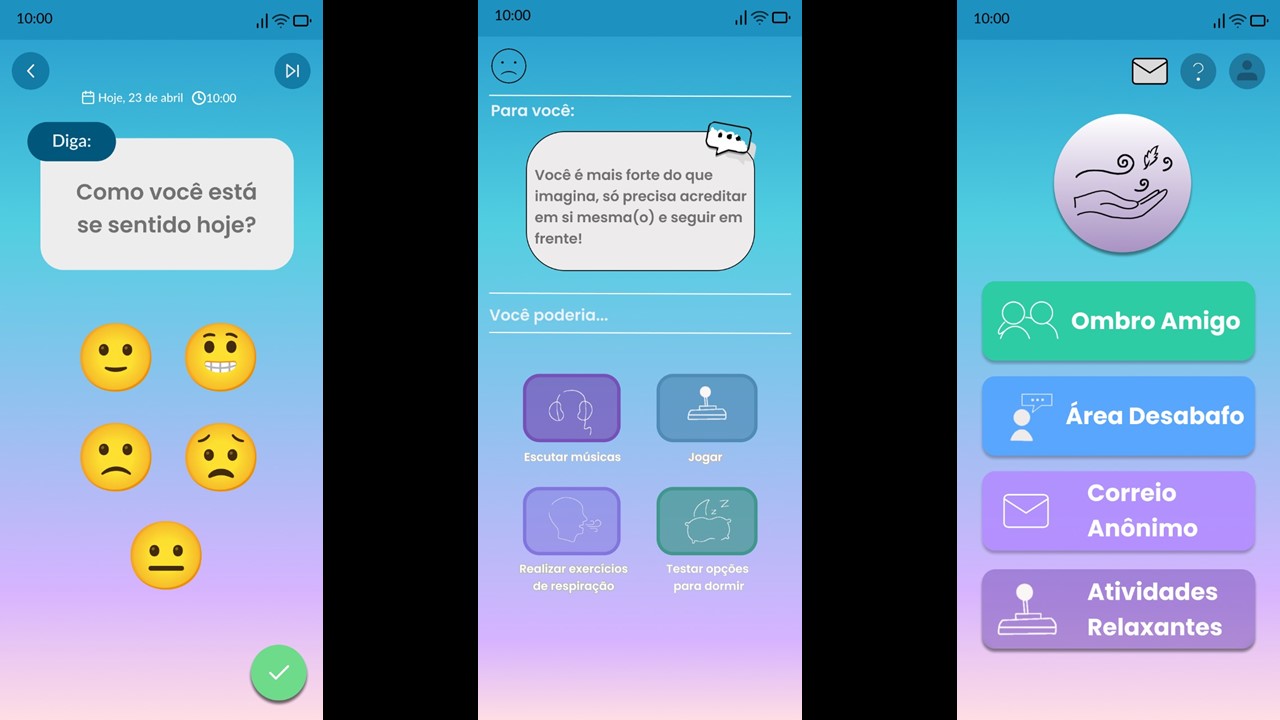 10:00
Hoje, 23 de abril 10:00
Diga:
Como você está
se sentido hoje?
10:00
Para você:
Você é mais forte do que
imagina, só precisa acreditar
em si mesma(o) e seguir em
frente!
Você poderia...
Escutar músicas
Jogar
Realizar exercícios
de respiração
Testar opções
para dormir
10:00
?
Ombro Amigo
Área Desabafo
Correio
Anônimo
Atividades
Relaxantes